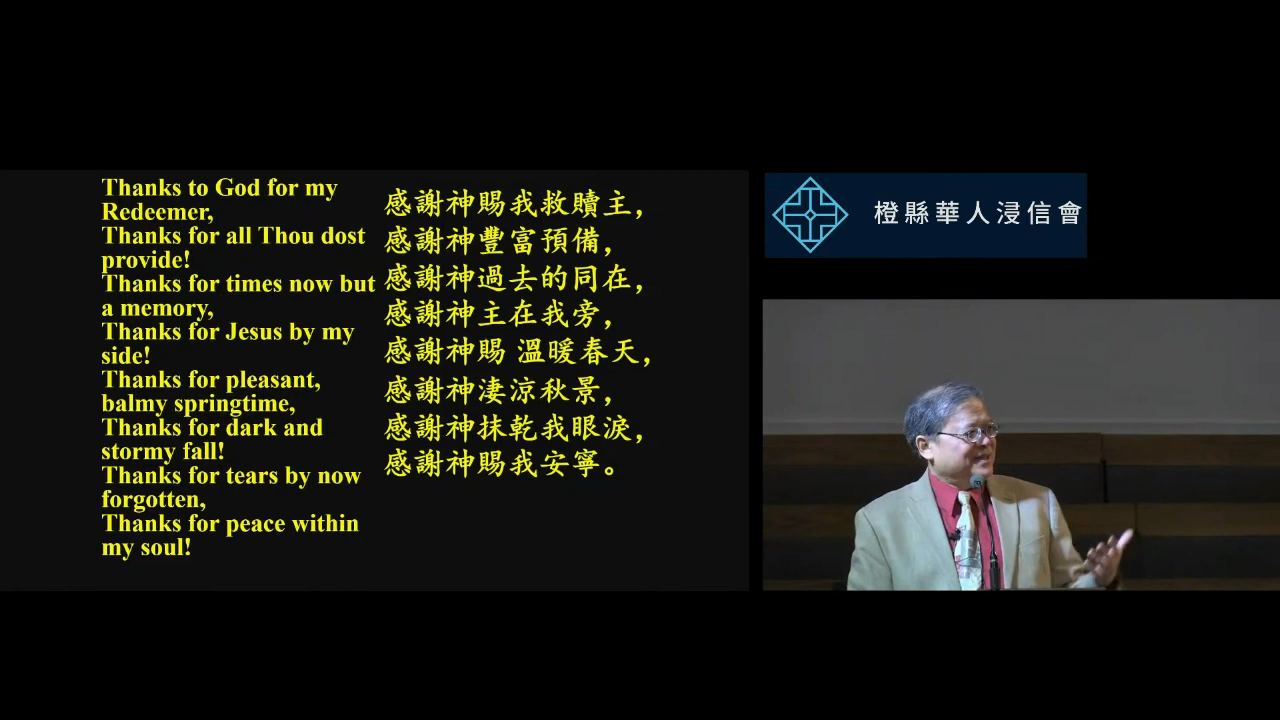 Thanks to God for my
Redeemer,
Thanks for all Thou dost
provide!
Thanks for times now but
a memory,
Thanks for Jesus by my
side!
Thanks for pleasant,
balmy springtime,
Thanks for dark and
stormy fall!
Thanks for tears by now
forgotten,
Thanks for peace within
my soul!
感謝神賜我救贖主，
感謝神豐富預備，
感謝神過去的同在，
感謝神主在我旁，
感謝神賜 溫暖春天，
感謝神淒涼秋景，
感謝神抹乾我眼淚，
感謝神賜我安寧。
橙縣華人浸信會